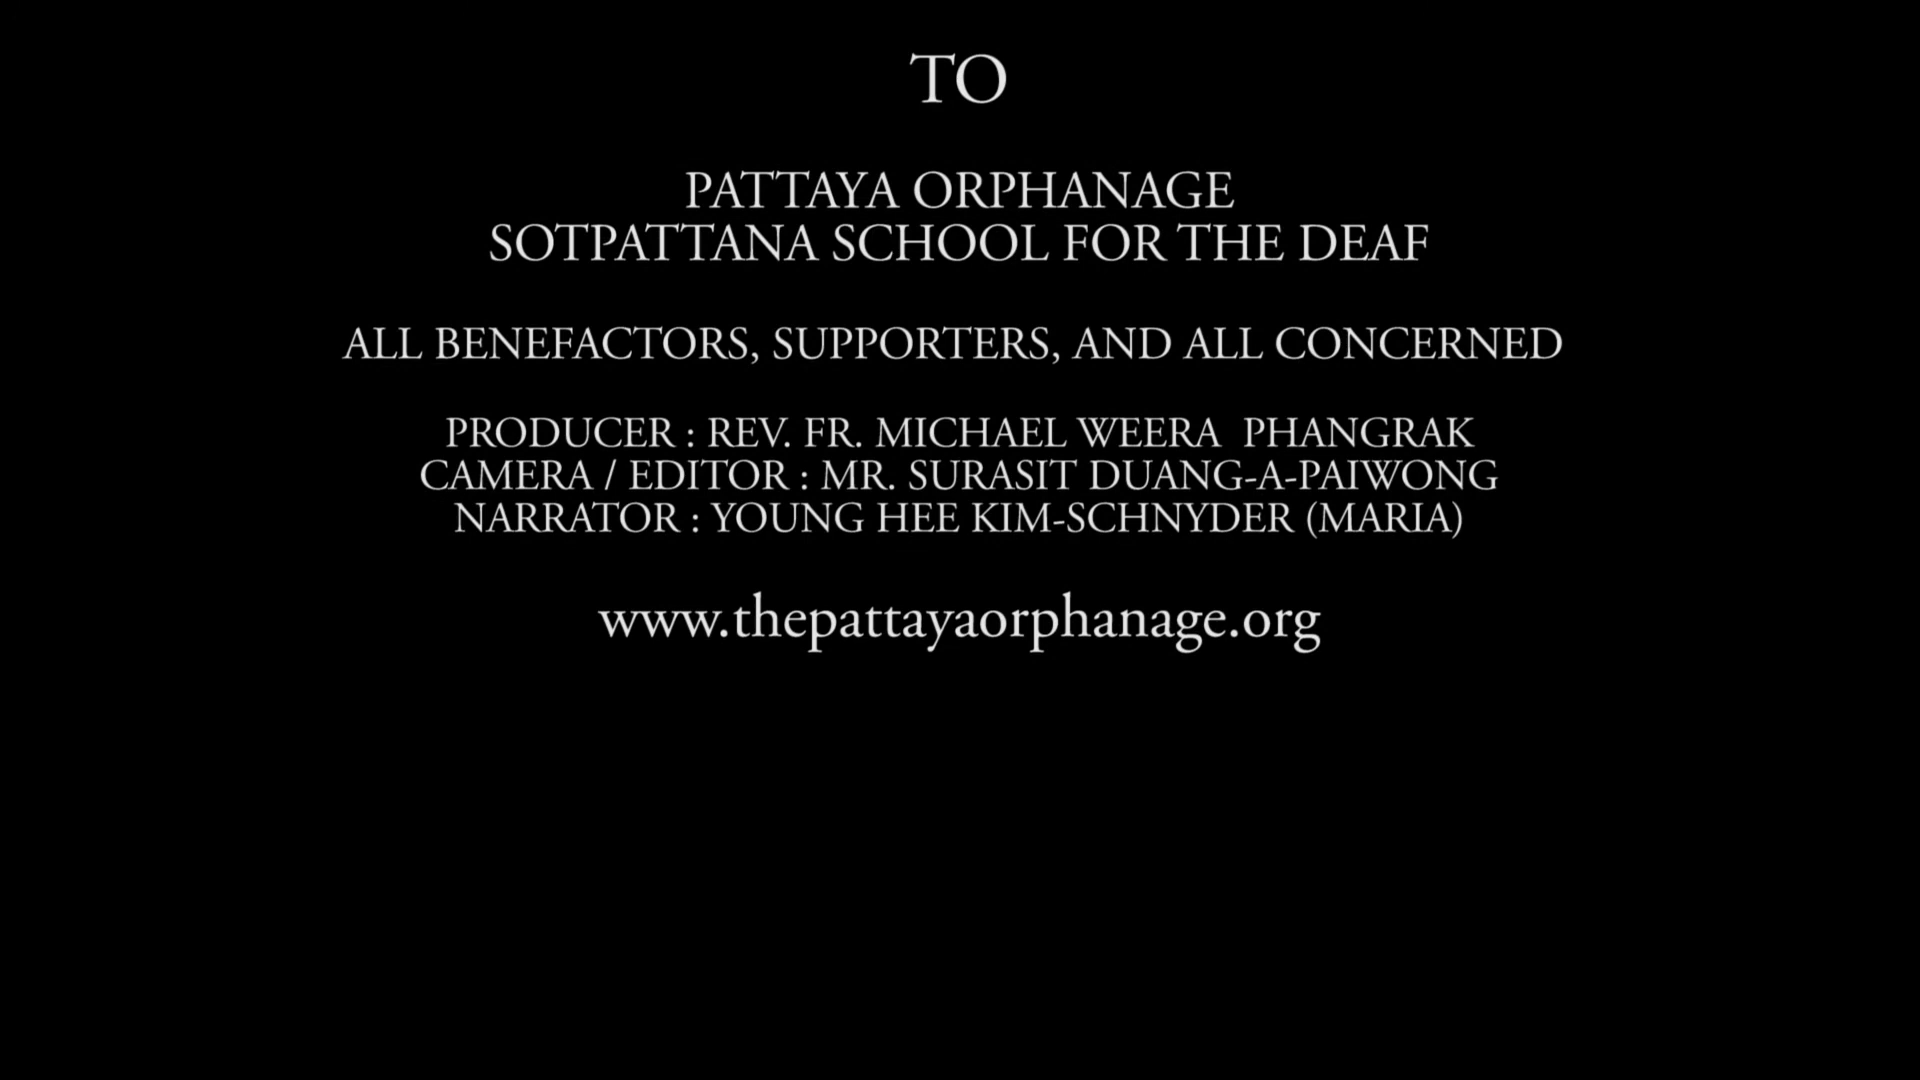 TO
PATTAYA ORPHANAGE
SOTPATTANA SCHOOL FOR THE DEAF
ALL BENEFACTORS, SUPPORTERS, AND ALL CONCERNED
PRODUCER : REV. FR. MICHAEL WEERA  PHANGRAK
CAMERA / EDITOR : MR. SURASIT DUANG-A-PAIWONG
NARRATOR : YOUNG HEE KIM-SCHNYDER (MARIA)
www.thepattayaorphanage.org